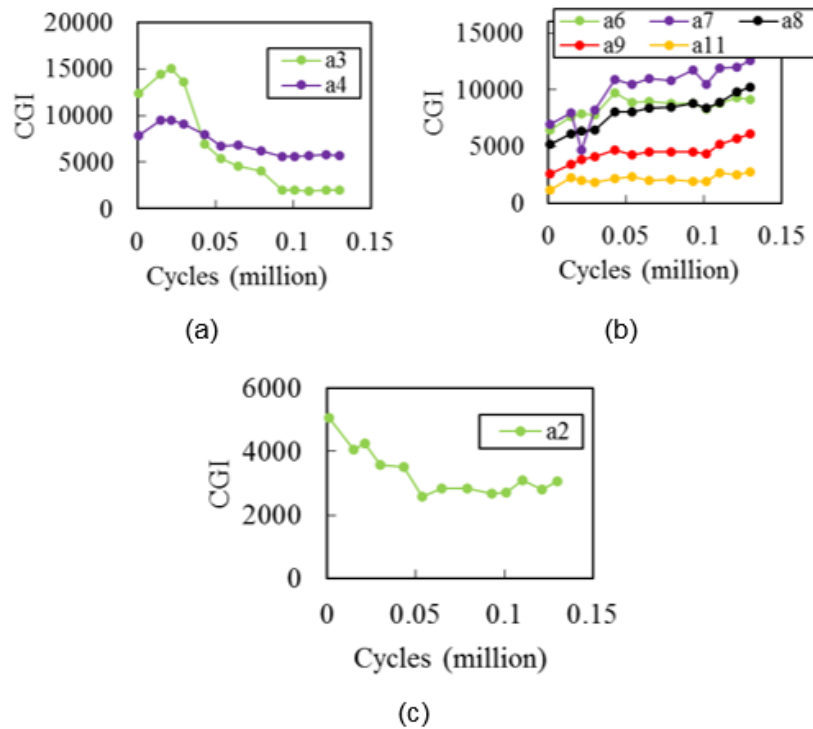 20000
15000
10000
5000
0
CGI
a3
a4
0 0.05 0.1 0.15
Cycles (million)
(a)
a6 a7 a8
a9 a11
15000
10000
5000
0
CGI
0 0.05 0.1 0.15
Cycles (million)
(b)
6000
4000
2000
0
CGI
a2
0 0.05 0.1 0.15
Cycles (million)
(c)